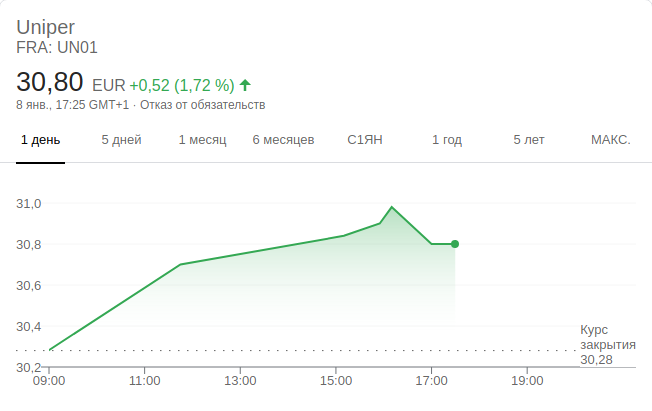 Uniper
FRA: UN01
30,80 EUR +0,52 (1,72 %)
8 янв., 17:25 GMT+1 · Отказ от обязательств
1 день 5 дней 1 месяц 6 месяцев С1ЯН 1 год 5 лет МАКС.
31,0
30,8
30,6
30,4
Курс
закрытия
30,28
30,2
09:00 11:00 13:00 15:00 17:00 19:00